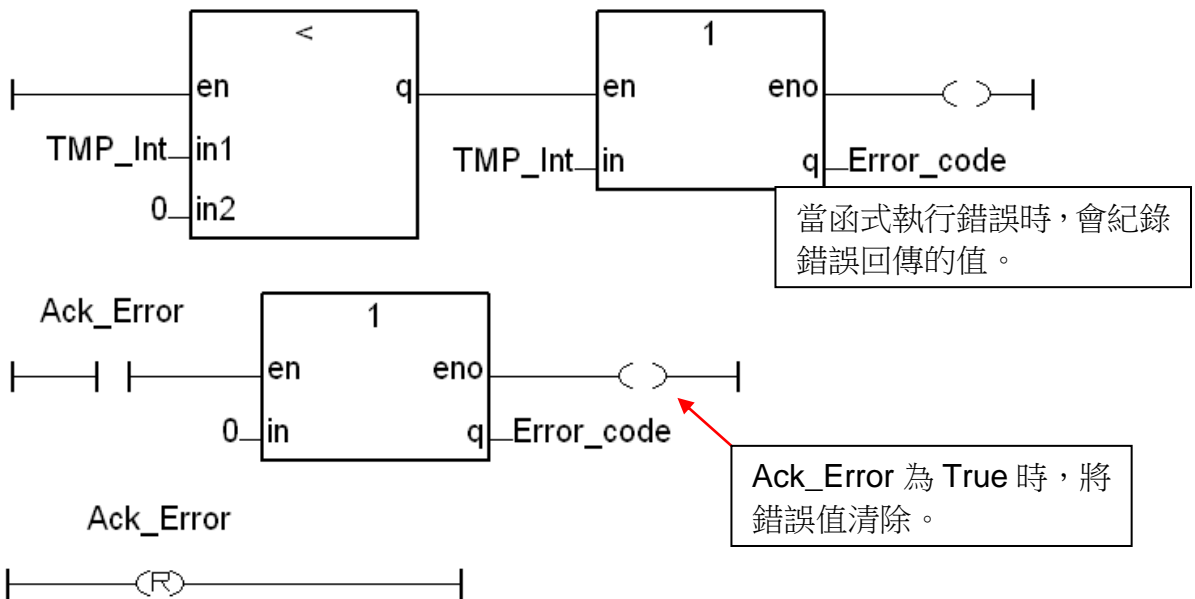 < 1
en q en eno
TMP_Int in1 TMP_Int in q Error_code
0 in2
當函式執行錯誤時，會紀錄
錯誤回傳的值。
Ack_Error 1
en eno
0 in q Error_code
Ack_Error 為 True 時，將
錯誤值清除。
Ack_Error
R